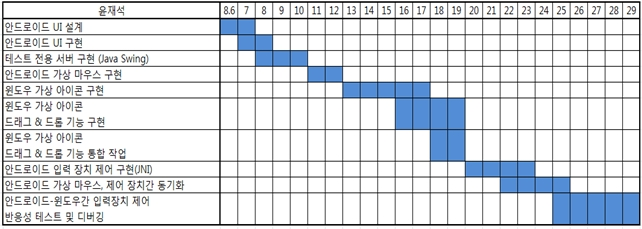 윤재석 8.6 7 8 9 10 11 12 13 14 15 16 17 18 19 20 21 22 23 24 25 26 27 28 29
안드로이드 UI 설계
안드로이드 UI 구현
테스트 전용 서버 구현 (Java Swing)
안드로이드 가상 마우스 구현
윈도우 가상 아이콘 구현
윈도우 가상 아이콘
드래그 & 드롭 기능 구현
윈도우 가상 아이콘
드래그 & 드롭 기능 통합 작업
안드로이드 입력 장치 제어 구현(JNI)
안드로이드 가상 마우스, 제어 장치간 동기화
안드로이드-윈도우간 입력장치 제어
반응성 테스트 및 디버깅